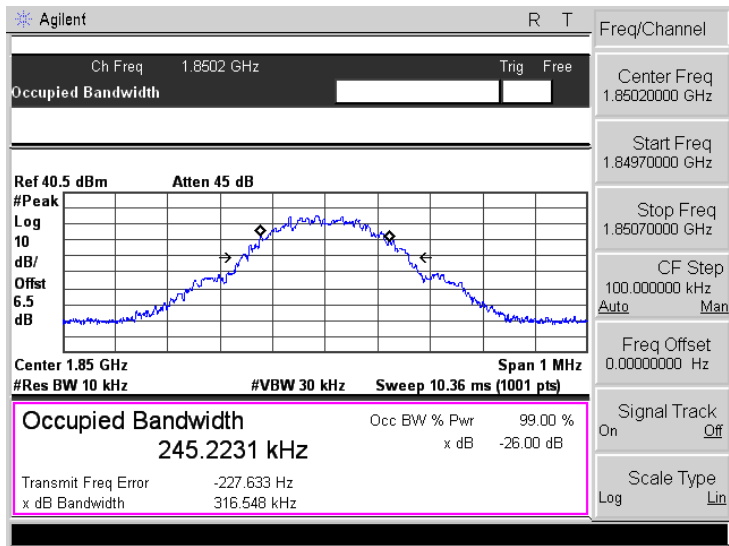 Agilent R T
Ch Freq 1.8502 GHz Trig Free
Occupied Bandwidth
Ref 40.5 dBm Atten 45 dB
#Peak
Log
10
dB/
Offst
6.5
dB
Center 1.85 GHz Span 1 MHz
#Res BW 10 kHz #VBW 30 kHz Sweep 10.36 ms (1001 pts)
Occupied Bandwidth
245.2231 kHz
Occ BW % Pwr 99.00 %
x dB -26.00 dB
Transmit Freq Error -227.633 Hz
x dB Bandwidth 316.548 kHz
Freq/Channel
Center Freq
1.85020000 GHz
Start Freq
1.84970000 GHz
Stop Freq
1.85070000 GHz
CF Step
100.000000 kHz
Auto Man
Freq Offset
0.00000000 Hz
Signal Track
On Off
Scale Type
Log Lin